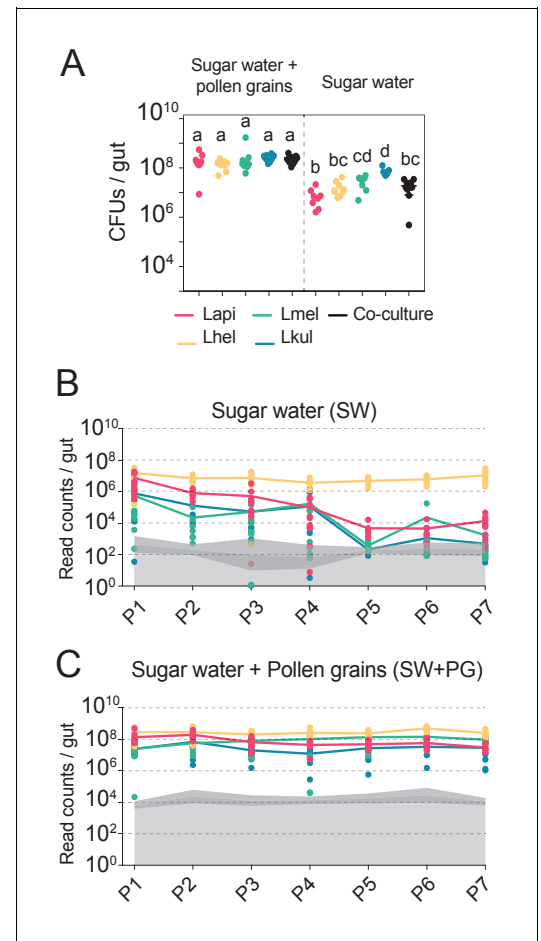 A
Sugar water +
pollen grains
Sugar water
CFUs / gut
10^10
10^8
10^6
10^4
a a a a a b bc cd d bc
Lapi Lmel Co-culture
Lhel Lkul
B
Sugar water (SW)
Read counts / gut
10^10
10^8
10^6
10^4
10^2
10^0
P1 P2 P3 P4 P5 P6 P7
C
Sugar water + Pollen grains (SW+PG)
Read counts / gut
10^10
10^8
10^6
10^4
10^2
10^0
P1 P2 P3 P4 P5 P6 P7